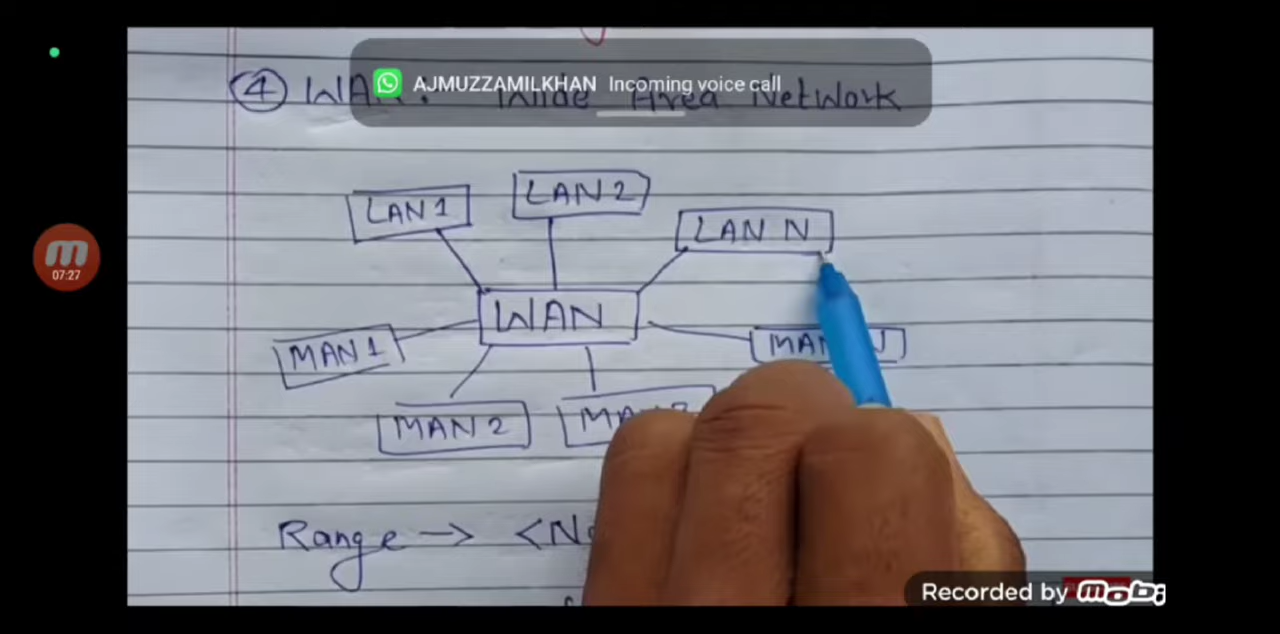 ④ WAN: Wide Area Network
AJMUZZAMILKHAN Incoming voice call
LAN 1
LAN 2
LAN N
WAN
MAN 1
MAN 2
07:27
Range → <
Recorded by mobi